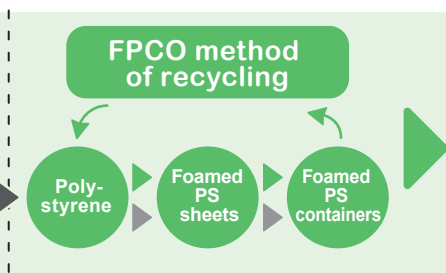 FPCO method
of recycling
Poly-
styrene
Foamed
PS
sheets
Foamed
PS
containers